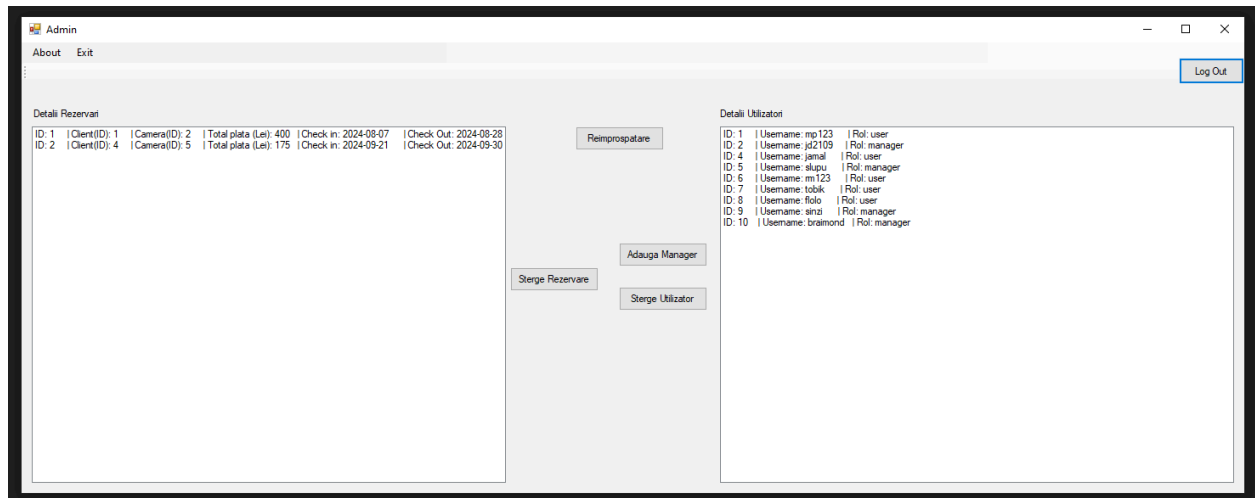 Admin
About Exit
Log Out
Detalii Rezervari
ID: 1 | Client(ID): 1 | Camera(ID): 2 | Total plata (Lei): 400 | Check in: 2024-08-07 | Check Out: 2024-08-28
ID: 2 | Client(ID): 4 | Camera(ID): 5 | Total plata (Lei): 175 | Check in: 2024-09-21 | Check Out: 2024-09-30
Reimprospatare
Adauga Manager
Sterge Rezervare
Sterge Utilizator
Detalii Utilizatori
ID: 1 | Username: mp123 | Rol: user
ID: 2 | Username: jd2109 | Rol: manager
ID: 4 | Username: jamal | Rol: user
ID: 5 | Username: slupu | Rol: manager
ID: 6 | Username: rm123 | Rol: user
ID: 7 | Username: tobik | Rol: user
ID: 8 | Username: flolo | Rol: user
ID: 9 | Username: sinzi | Rol: manager
ID: 10 | Username: braimond | Rol: manager